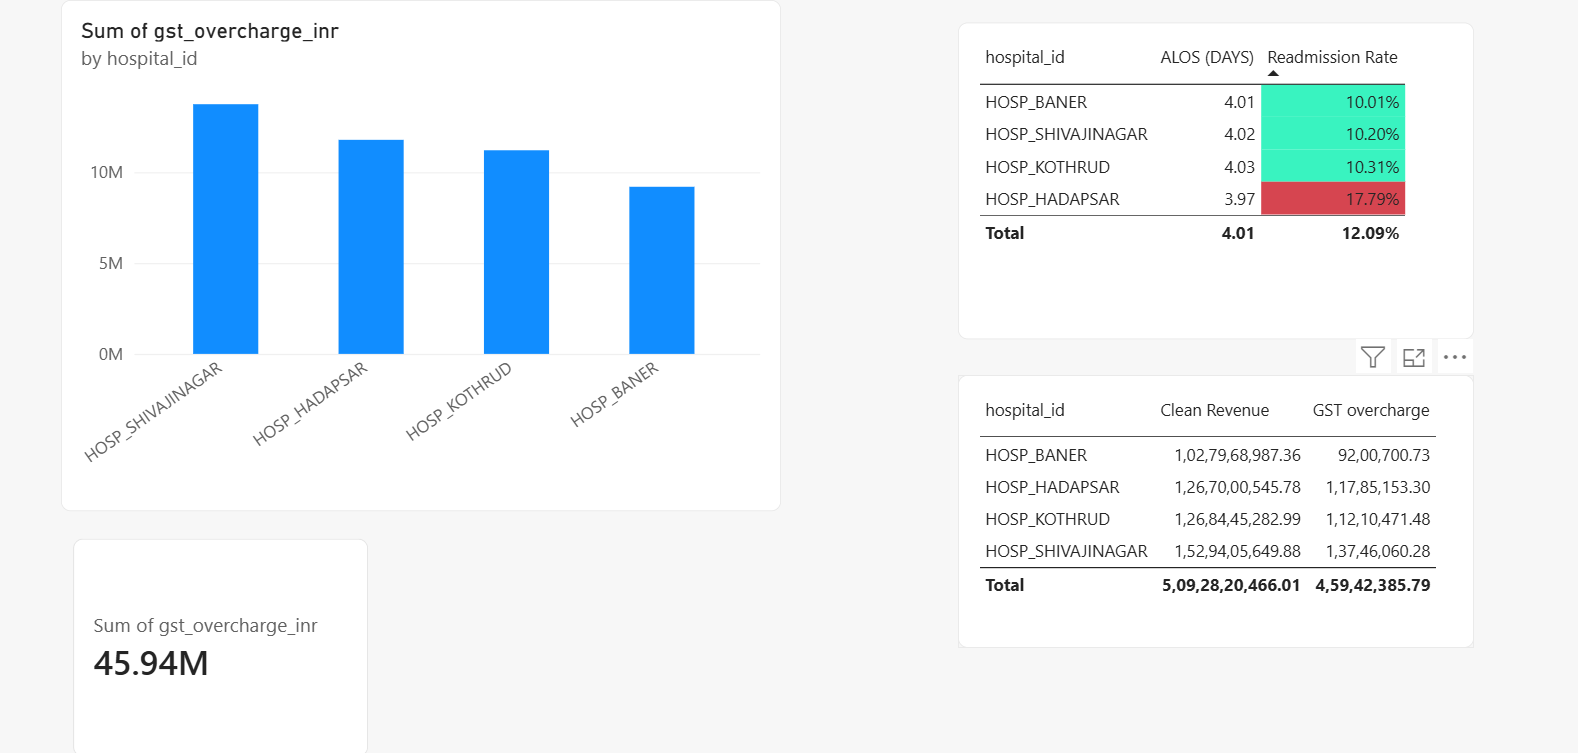 Sum of gst_overcharge_inr
by hospital_id
10M
5M
0M
HOSP_SHIVAJINAGAR
HOSP_HADAPSAR
HOSP_KOTHRUD
HOSP_BANER
Sum of gst_overcharge_inr
45.94M
hospital_id ALOS (DAYS) Readmission Rate
HOSP_BANER 4.01 10.01%
HOSP_SHIVAJINAGAR 4.02 10.20%
HOSP_KOTHRUD 4.03 10.31%
HOSP_HADAPSAR 3.97 17.79%
Total 4.01 12.09%
hospital_id Clean Revenue GST overcharge
HOSP_BANER 1,02,79,68,987.36 92,00,700.73
HOSP_HADAPSAR 1,26,70,00,545.78 1,17,85,153.30
HOSP_KOTHRUD 1,26,84,45,282.99 1,12,10,471.48
HOSP_SHIVAJINAGAR 1,52,94,05,649.88 1,37,46,060.28
Total 5,09,28,20,466.01 4,59,42,385.79